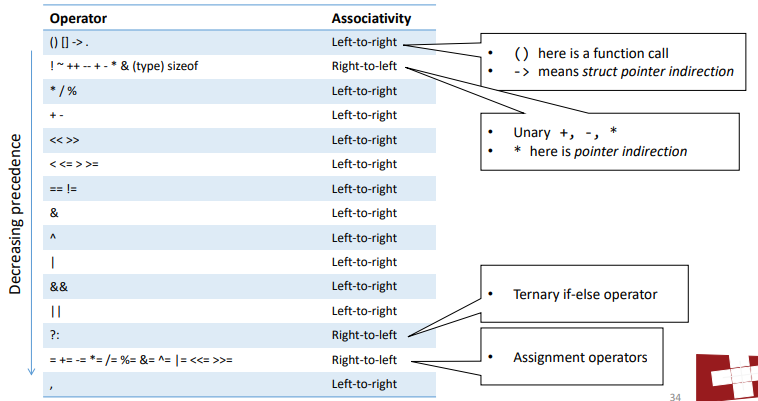 Operator Associativity
() [] -> . Left-to-right
! ~ ++ -- + - * & (type) sizeof Right-to-left
* / % Left-to-right
+ - Left-to-right
<< >> Left-to-right
< <= > >= Left-to-right
== != Left-to-right
& Left-to-right
^ Left-to-right
| Left-to-right
&& Left-to-right
|| Left-to-right
?: Right-to-left
= += -= *= /= %= &= ^= |= <<= >>= Right-to-left
, Left-to-right
Decreasing precedence
• () here is a function call
• -> means struct pointer indirection
• Unary +, -, *
• * here is pointer indirection
• Ternary if-else operator
• Assignment operators
34